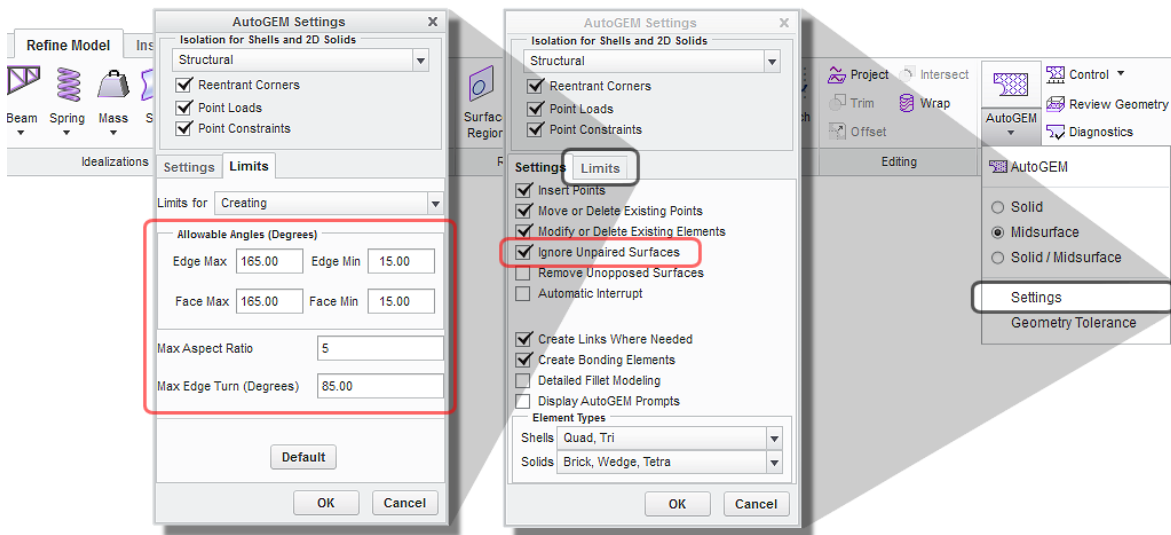 Refine Model
Ins
Beam
Spring
Mass
S
Idealizations
AutoGEM Settings
X
Isolation for Shells and 2D Solids
Structural
Reentrant Corners
Point Loads
Point Constraints
Settings
Limits
Limits for
Creating
Allowable Angles (Degrees)
Edge Max
165.00
Edge Min
15.00
Face Max
165.00
Face Min
15.00
Max Aspect Ratio
5
Max Edge Turn (Degrees)
85.00
Default
OK
Cancel
Surfac
Region
R
AutoGEM Settings
X
Isolation for Shells and 2D Solids
Structural
Reentrant Corners
Point Loads
Point Constraints
Settings
Limits
Insert Points
Move or Delete Existing Points
Modify or Delete Existing Elements
Ignore Unpaired Surfaces
Remove Unopposed Surfaces
Automatic Interrupt
Create Links Where Needed
Create Bonding Elements
Detailed Fillet Modeling
Display AutoGEM Prompts
Element Types
Shells
Quad, Tri
Solids
Brick, Wedge, Tetra
OK
Cancel
ch
Project
Intersect
Trim
Wrap
Offset
Editing
AutoGEM
Control
Review Geometry
Diagnostics
AutoGEM
Solid
Midsurface
Solid / Midsurface
Settings
Geometry Tolerance